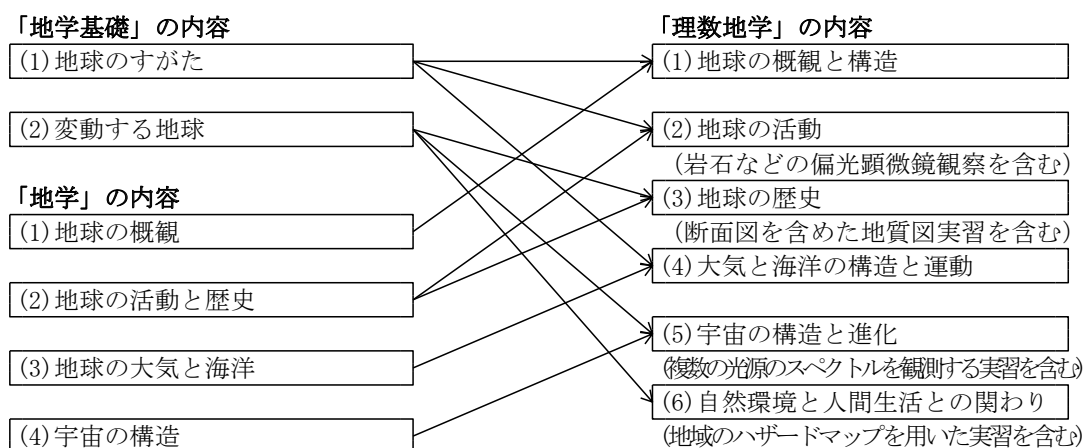 「地学基礎」の内容
(1)地球のすがた
(2)変動する地球
「地学」の内容
(1)地球の概観
(2)地球の活動と歴史
(3)地球の大気と海洋
(4)宇宙の構造
「理数地学」の内容
(1)地球の概観と構造
(2)地球の活動
(岩石などの偏光顕微鏡観察を含む)
(3)地球の歴史
(断面図を含めた地質図実習を含む)
(4)大気と海洋の構造と運動
(5)宇宙の構造と進化
(複数の光源のスペクトルを観測する実習を含む)
(6)自然環境と人間生活との関わり
(地域のハザードマップを用いた実習を含む)